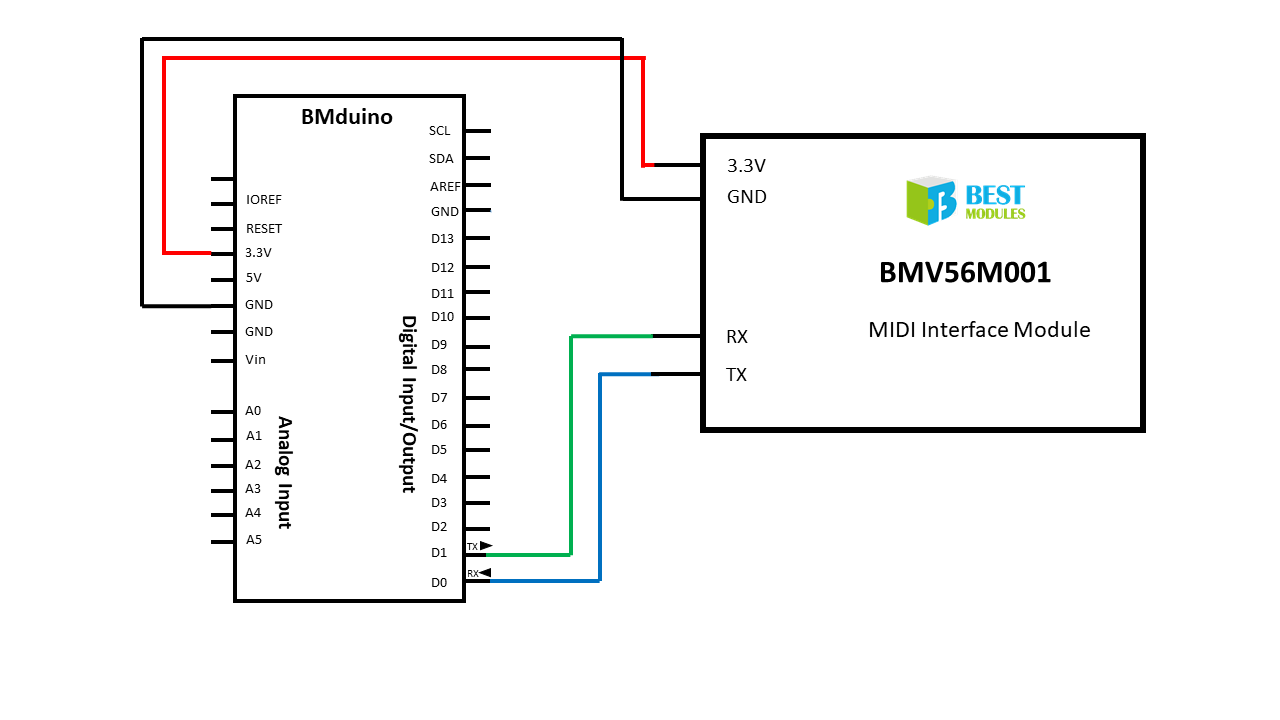 BMduino
IOREF
RESET
3.3V
5V
GND
GND
Vin
A0
A1
A2
A3
A4
A5
Analog Input
SCL
SDA
AREF
GND
D13
D12
D11
D10
D9
D8
D7
D6
D5
D4
D3
D2
D1
D0
Digital Input/Output
TX
RX
3.3V
GND
RX
TX
BEST
MODULES
BMV56M001
MIDI Interface Module